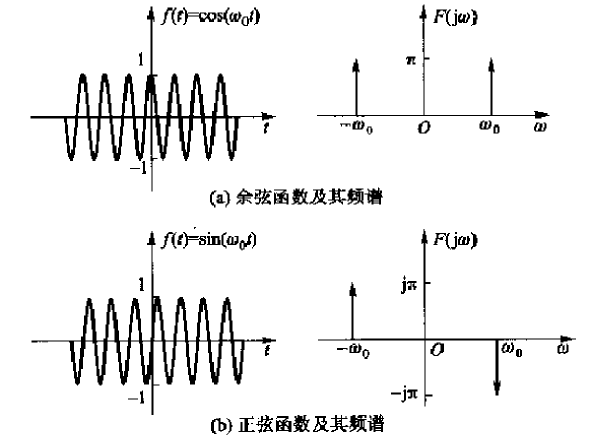 f(t)=cos(ω₀t)
F(jω)
1
π
t
-ω₀
O
ω₀
ω
-1
(a) 余弦函数及其频谱
f(t)=sin(ω₀t)
F(jω)
1
jπ
t
-ω₀
O
ω₀
ω
-1
-jπ
(b) 正弦函数及其频谱